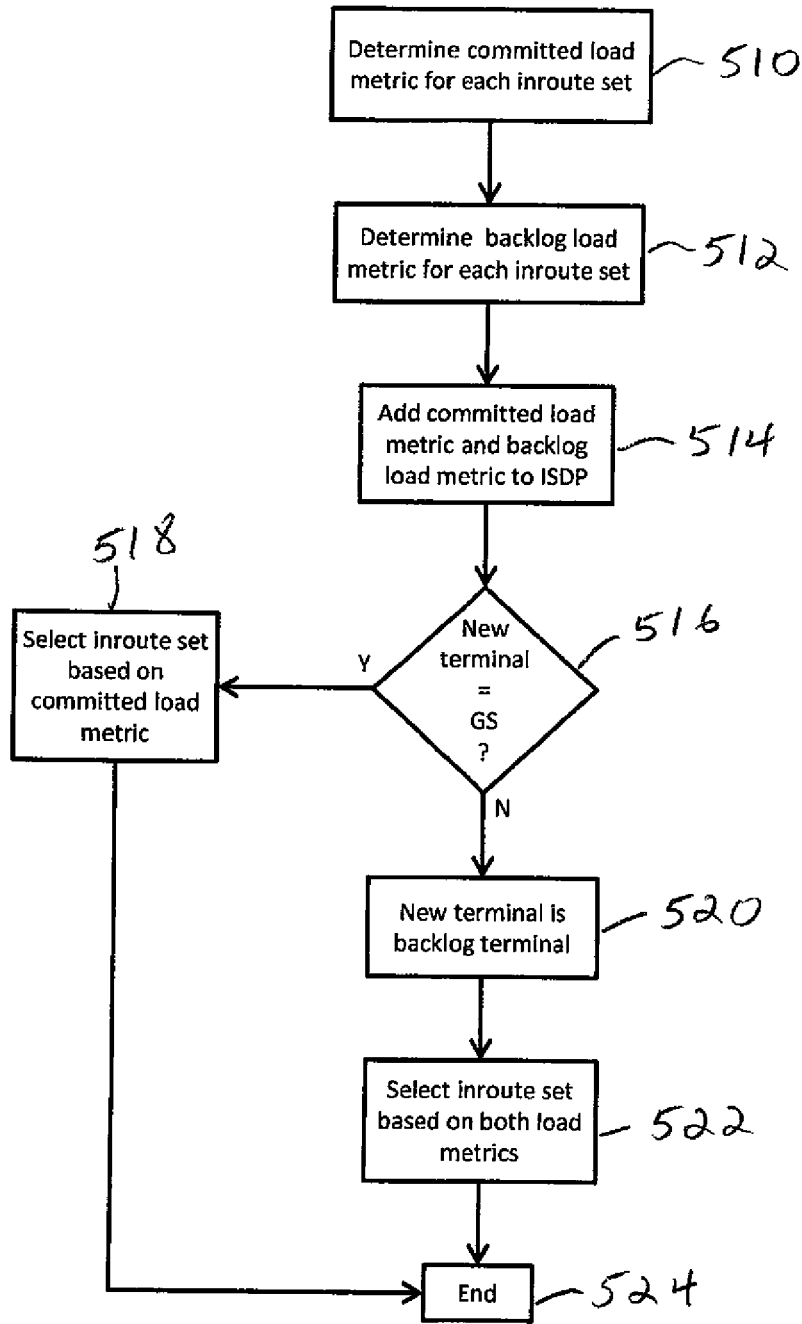 Determine committed load
metric for each inroute set
510
Determine backlog load
metric for each inroute set
512
Add committed load
metric and backlog
load metric to ISDP
514
518
Select inroute set
based on
committed load
metric
Y
New
terminal
=
GS
?
516
N
New terminal is
backlog terminal
520
Select inroute set
based on both load
metrics
522
End
524